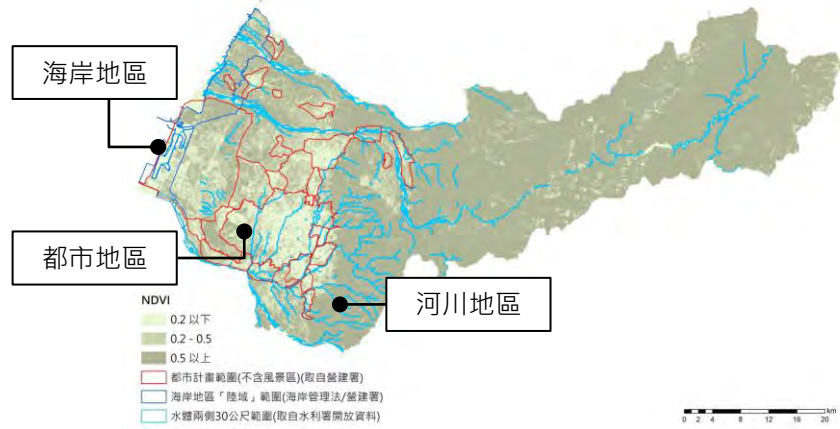 海岸地區
都市地區
河川地區
NDVI
0.2 以下
0.2 - 0.5
0.5 以上
都市計畫範圍(不含風景區)(取自營建署)
海岸地區「陸域」範圍(海岸管理法/營建署)
水體兩側30公尺範圍(取自水利署開放資料)
km
0 2 4 8 12 16 20